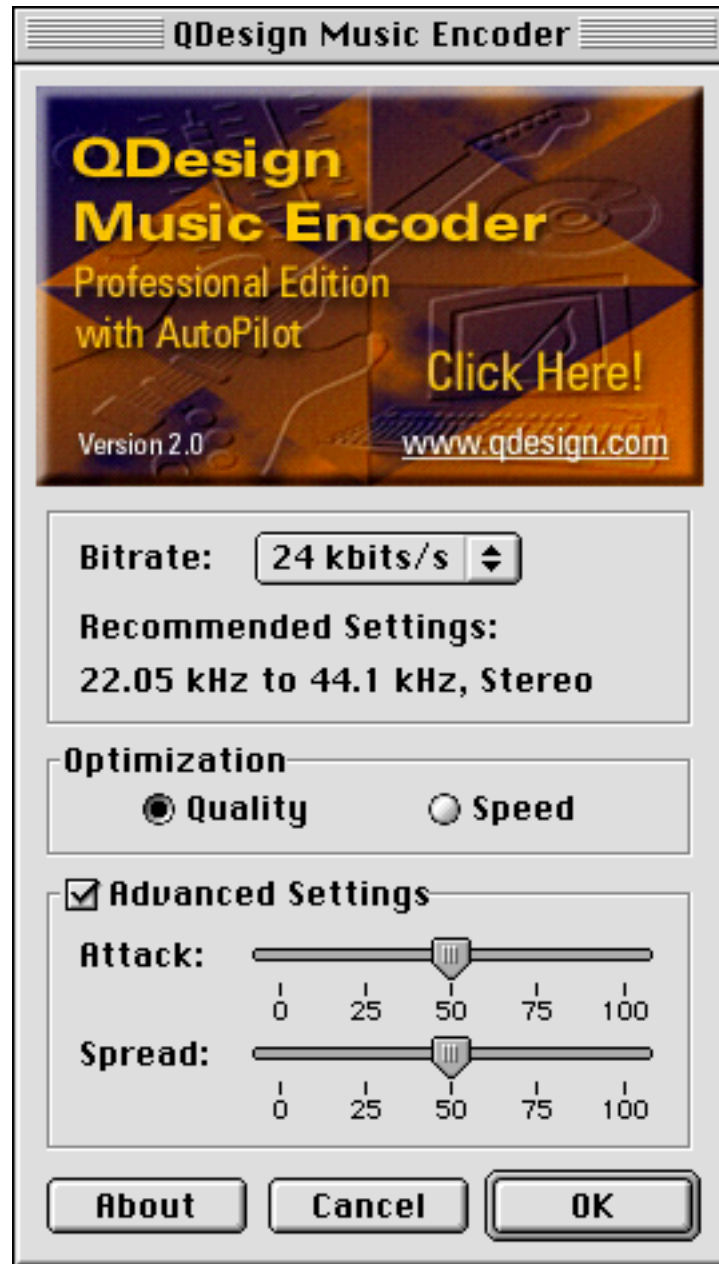 QDesign Music Encoder
QDesign
Music Encoder
Professional Edition
with AutoPilot
Click Here!
Version 2.0 www.qdesign.com
Bitrate: 24 kbits/s
Recommended Settings:
22.05 kHz to 44.1 kHz, Stereo
Optimization
Quality Speed
Advanced Settings
Attack:
0 25 50 75 100
Spread:
0 25 50 75 100
About Cancel OK